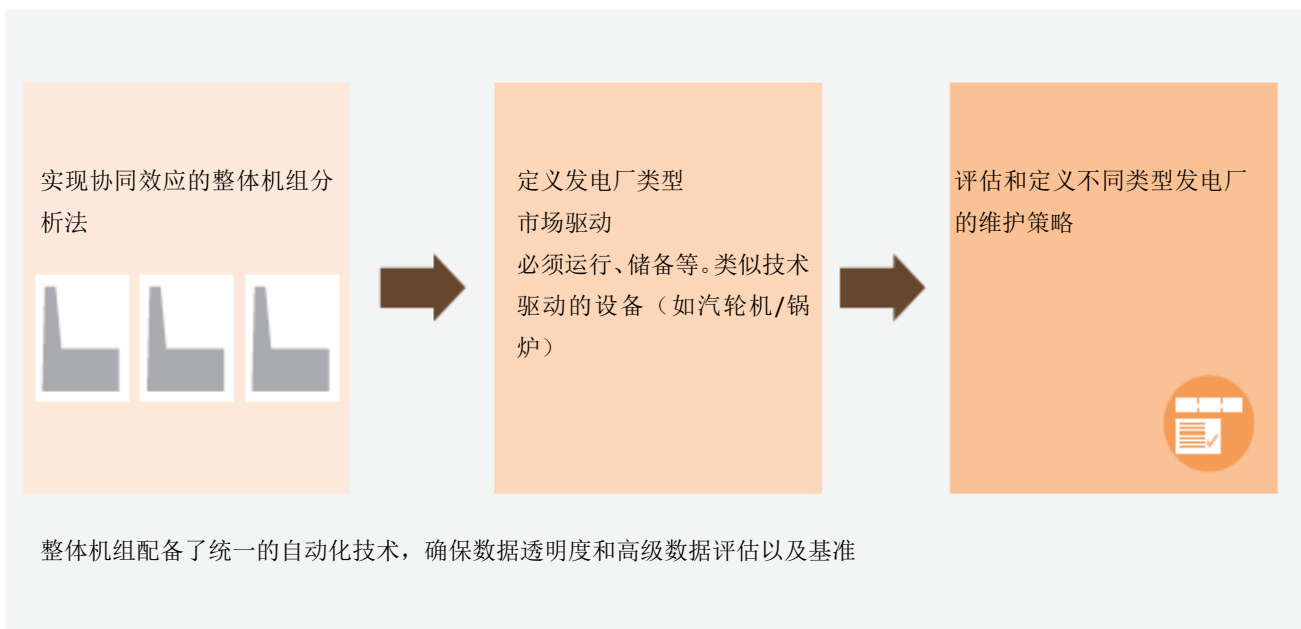 实现协同效应的整体机组分
析法
定义发电厂类型
市场驱动
必须运行、储备等。类似技术
驱动的设备（如汽轮机/锅
炉）
评估和定义不同类型发电厂
的维护策略
整体机组配备了统一的自动化技术，确保数据透明度和高级数据评估以及基准